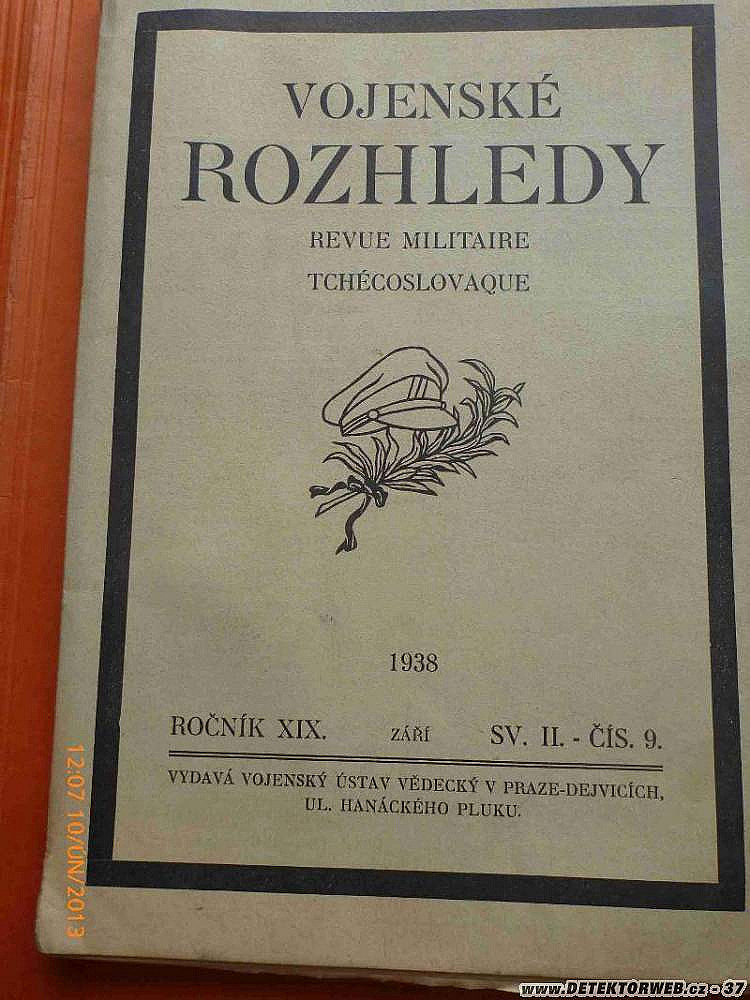 VOJENSKÉ
ROZHLEDY
REVUE MILITAIRE
TCHÉCOSLOVAQUE
1938
ROČNÍK XIX. ZÁŘÍ SV. II. - ČÍS. 9.
VYDAVÁ VOJENSKÝ ÚSTAV VĚDECKÝ V PRAZE-DEJVICÍCH,
UL. HANÁCKÉHO PLUKU.
12:07 10/ÚN/2013
www.DETEKTORWEB.cz - 37